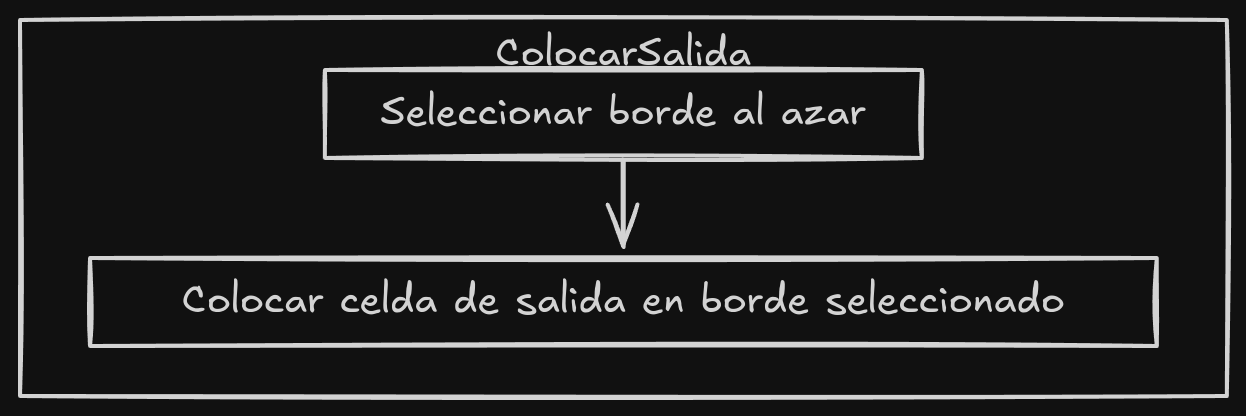 ColocarSalida
Seleccionar borde al azar
Colocar celda de salida en borde seleccionado